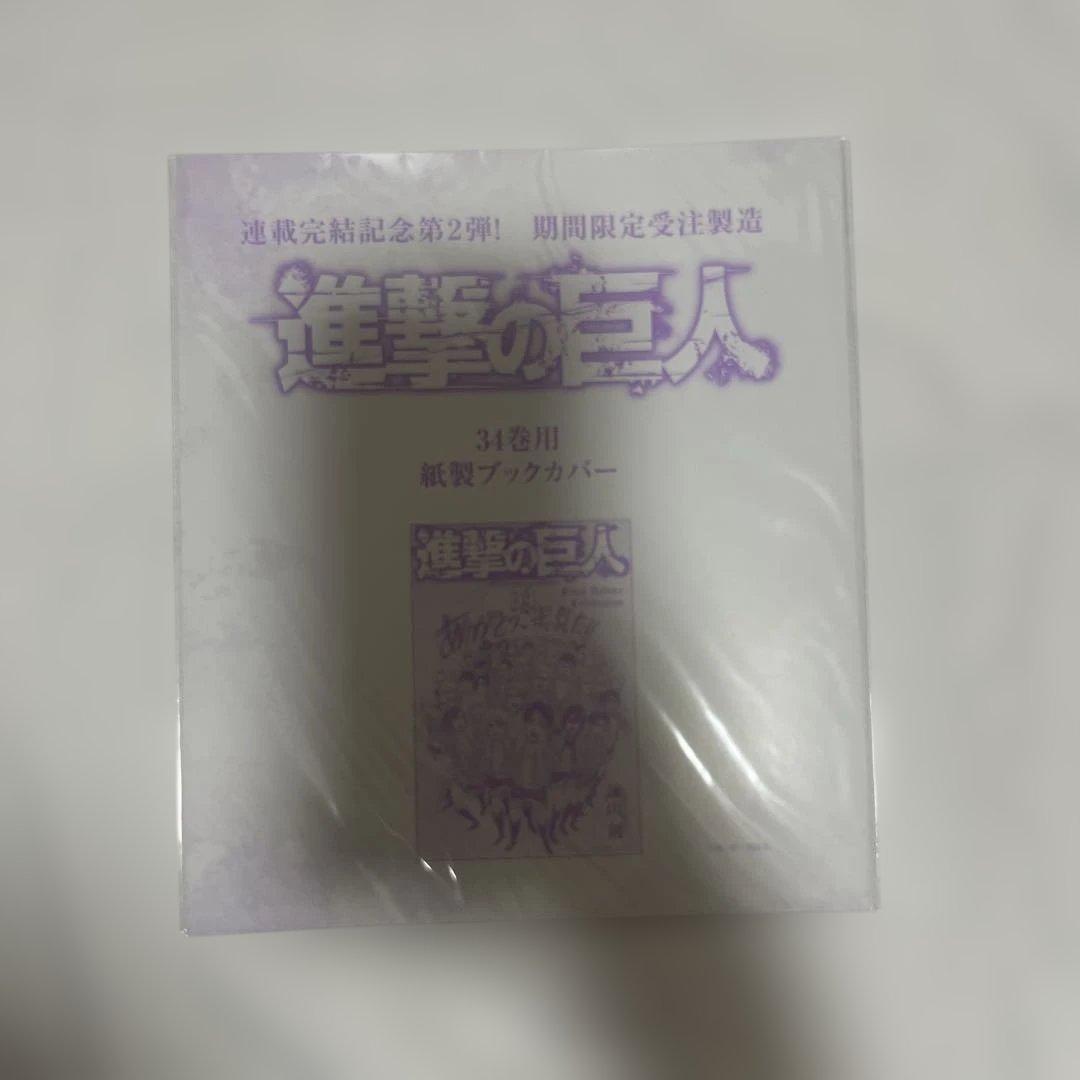 連載完結記念第2弾! 期間限定受注製造
進撃の巨人
34巻用
紙製ブックカバー
進撃の巨人